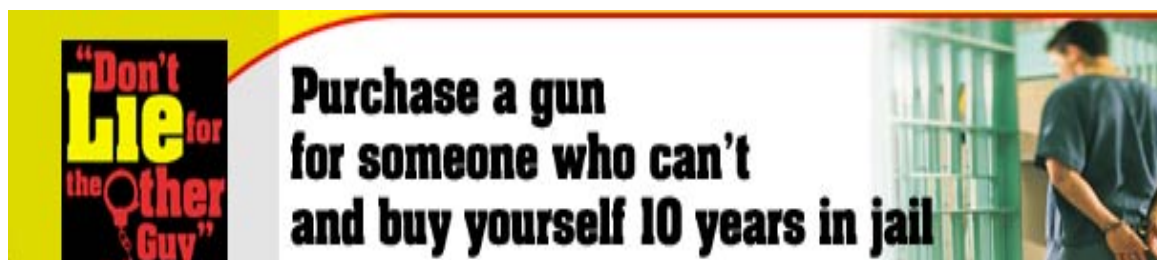 “Don’t
Lie for
the Other
Guy”
Purchase a gun
for someone who can’t
and buy yourself 10 years in jail